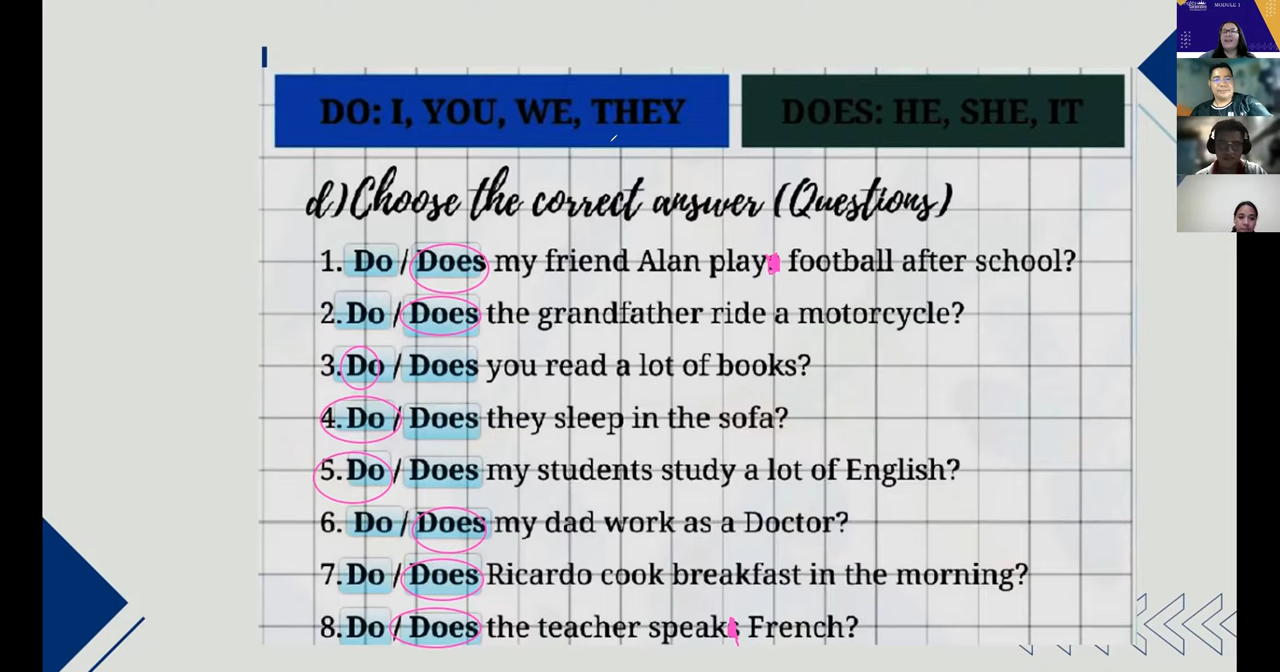 MODULE 1
DO: I, YOU, WE, THEY
DOES: HE, SHE, IT
d) Choose the correct answer (Questions)
1. Do / Does my friend Alan plays football after school?
2. Do / Does the grandfather ride a motorcycle?
3. Do / Does you read a lot of books?
4. Do / Does they sleep in the sofa?
5. Do / Does my students study a lot of English?
6. Do / Does my dad work as a Doctor?
7. Do / Does Ricardo cook breakfast in the morning?
8. Do / Does the teacher speaks French?